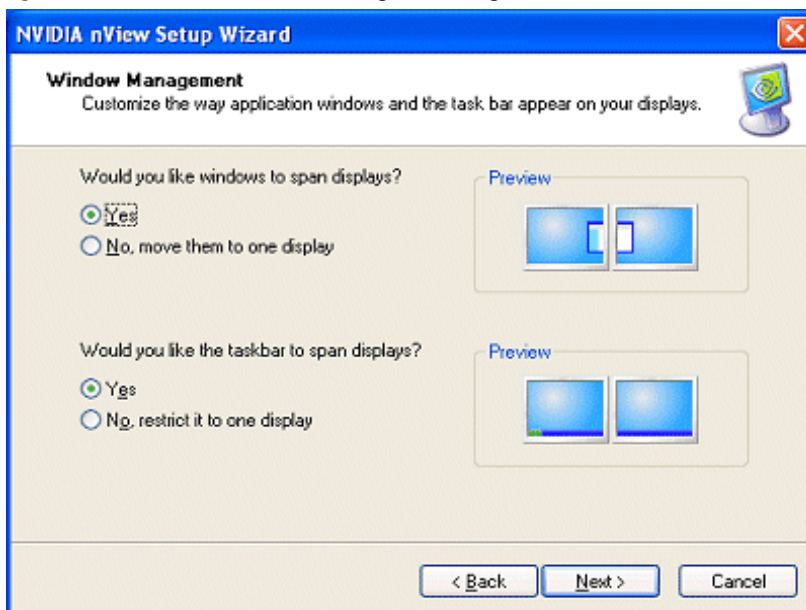 NVIDIA nView Setup Wizard
Window Management
Customize the way application windows and the task bar appear on your displays.
Would you like windows to span displays?
Preview
Yes
No, move them to one display
Would you like the taskbar to span displays?
Preview
Yes
No, restrict it to one display
< Back
Next >
Cancel